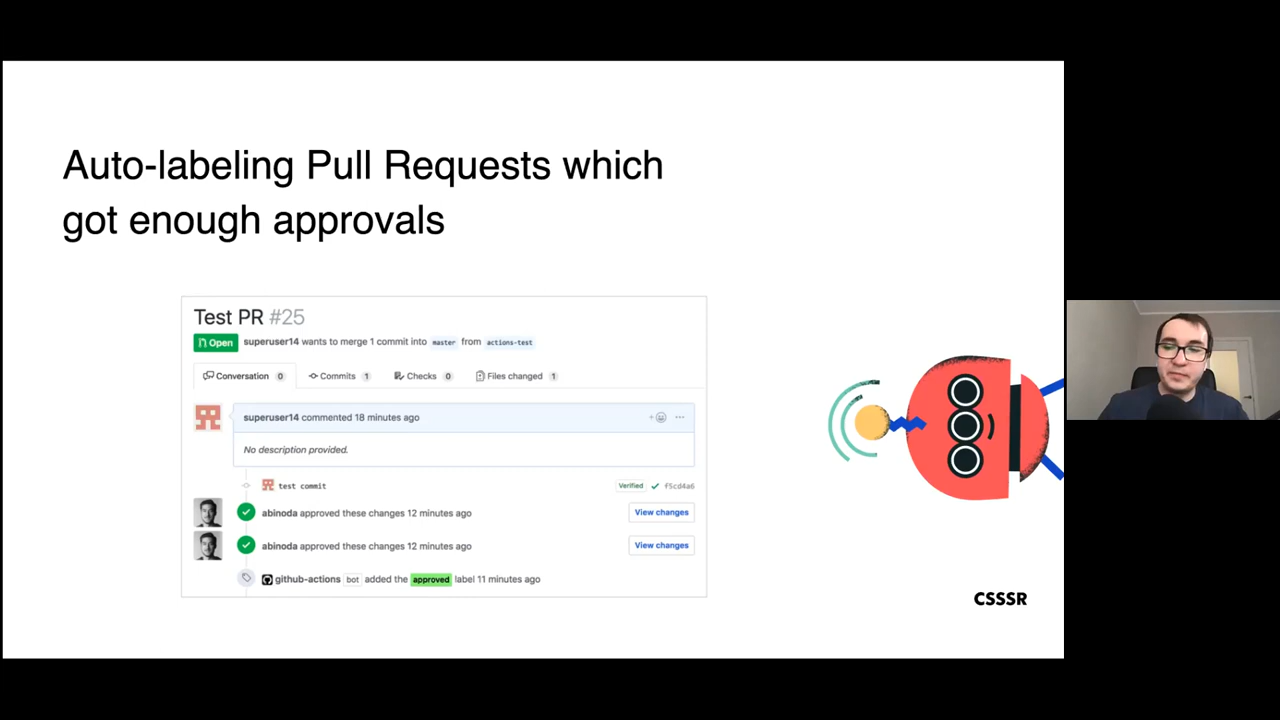 Auto-labeling Pull Requests which
got enough approvals
Test PR #25
Open superuser14 wants to merge 1 commit into master from actions-test
Conversation 0 Commits 1 Checks 0 Files changed 1
superuser14 commented 18 minutes ago
No description provided.
test commit Verified f5cd4a6
abinoda approved these changes 12 minutes ago View changes
abinoda approved these changes 12 minutes ago View changes
github-actions bot added the approved label 11 minutes ago
CSSSR